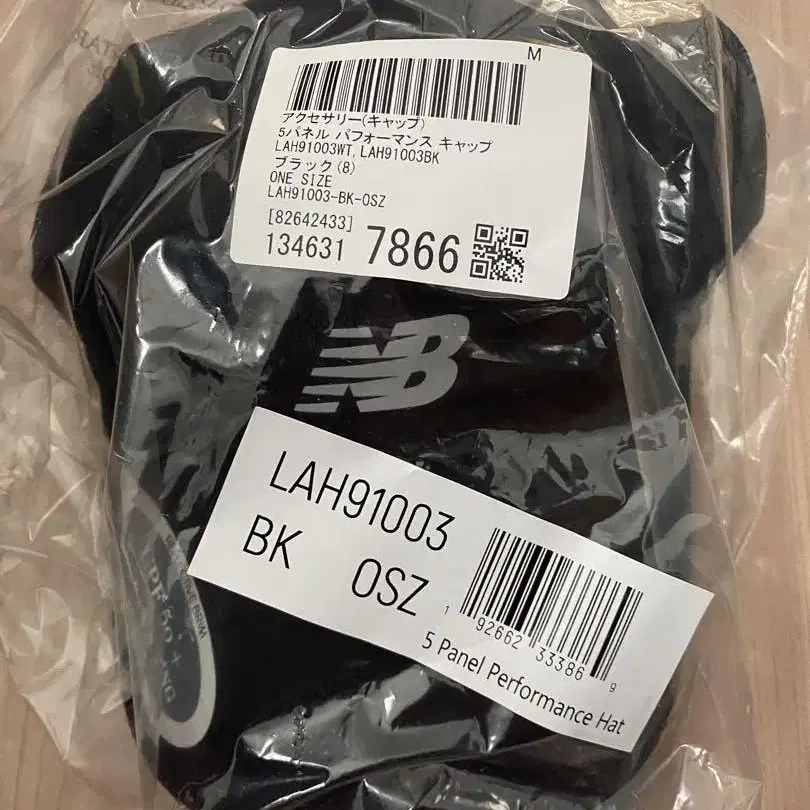 M
アクセサリー(キャップ)
5パネル パフォーマンス キャップ
LAH91003WT,LAH91003BK
ブラック(8)
ONE SIZE
LAH91003-BK-OSZ
[82642433]
134631 7866
NB
LAH91003
BK OSZ
1 92662 33386 9
5 Panel Performance Hat